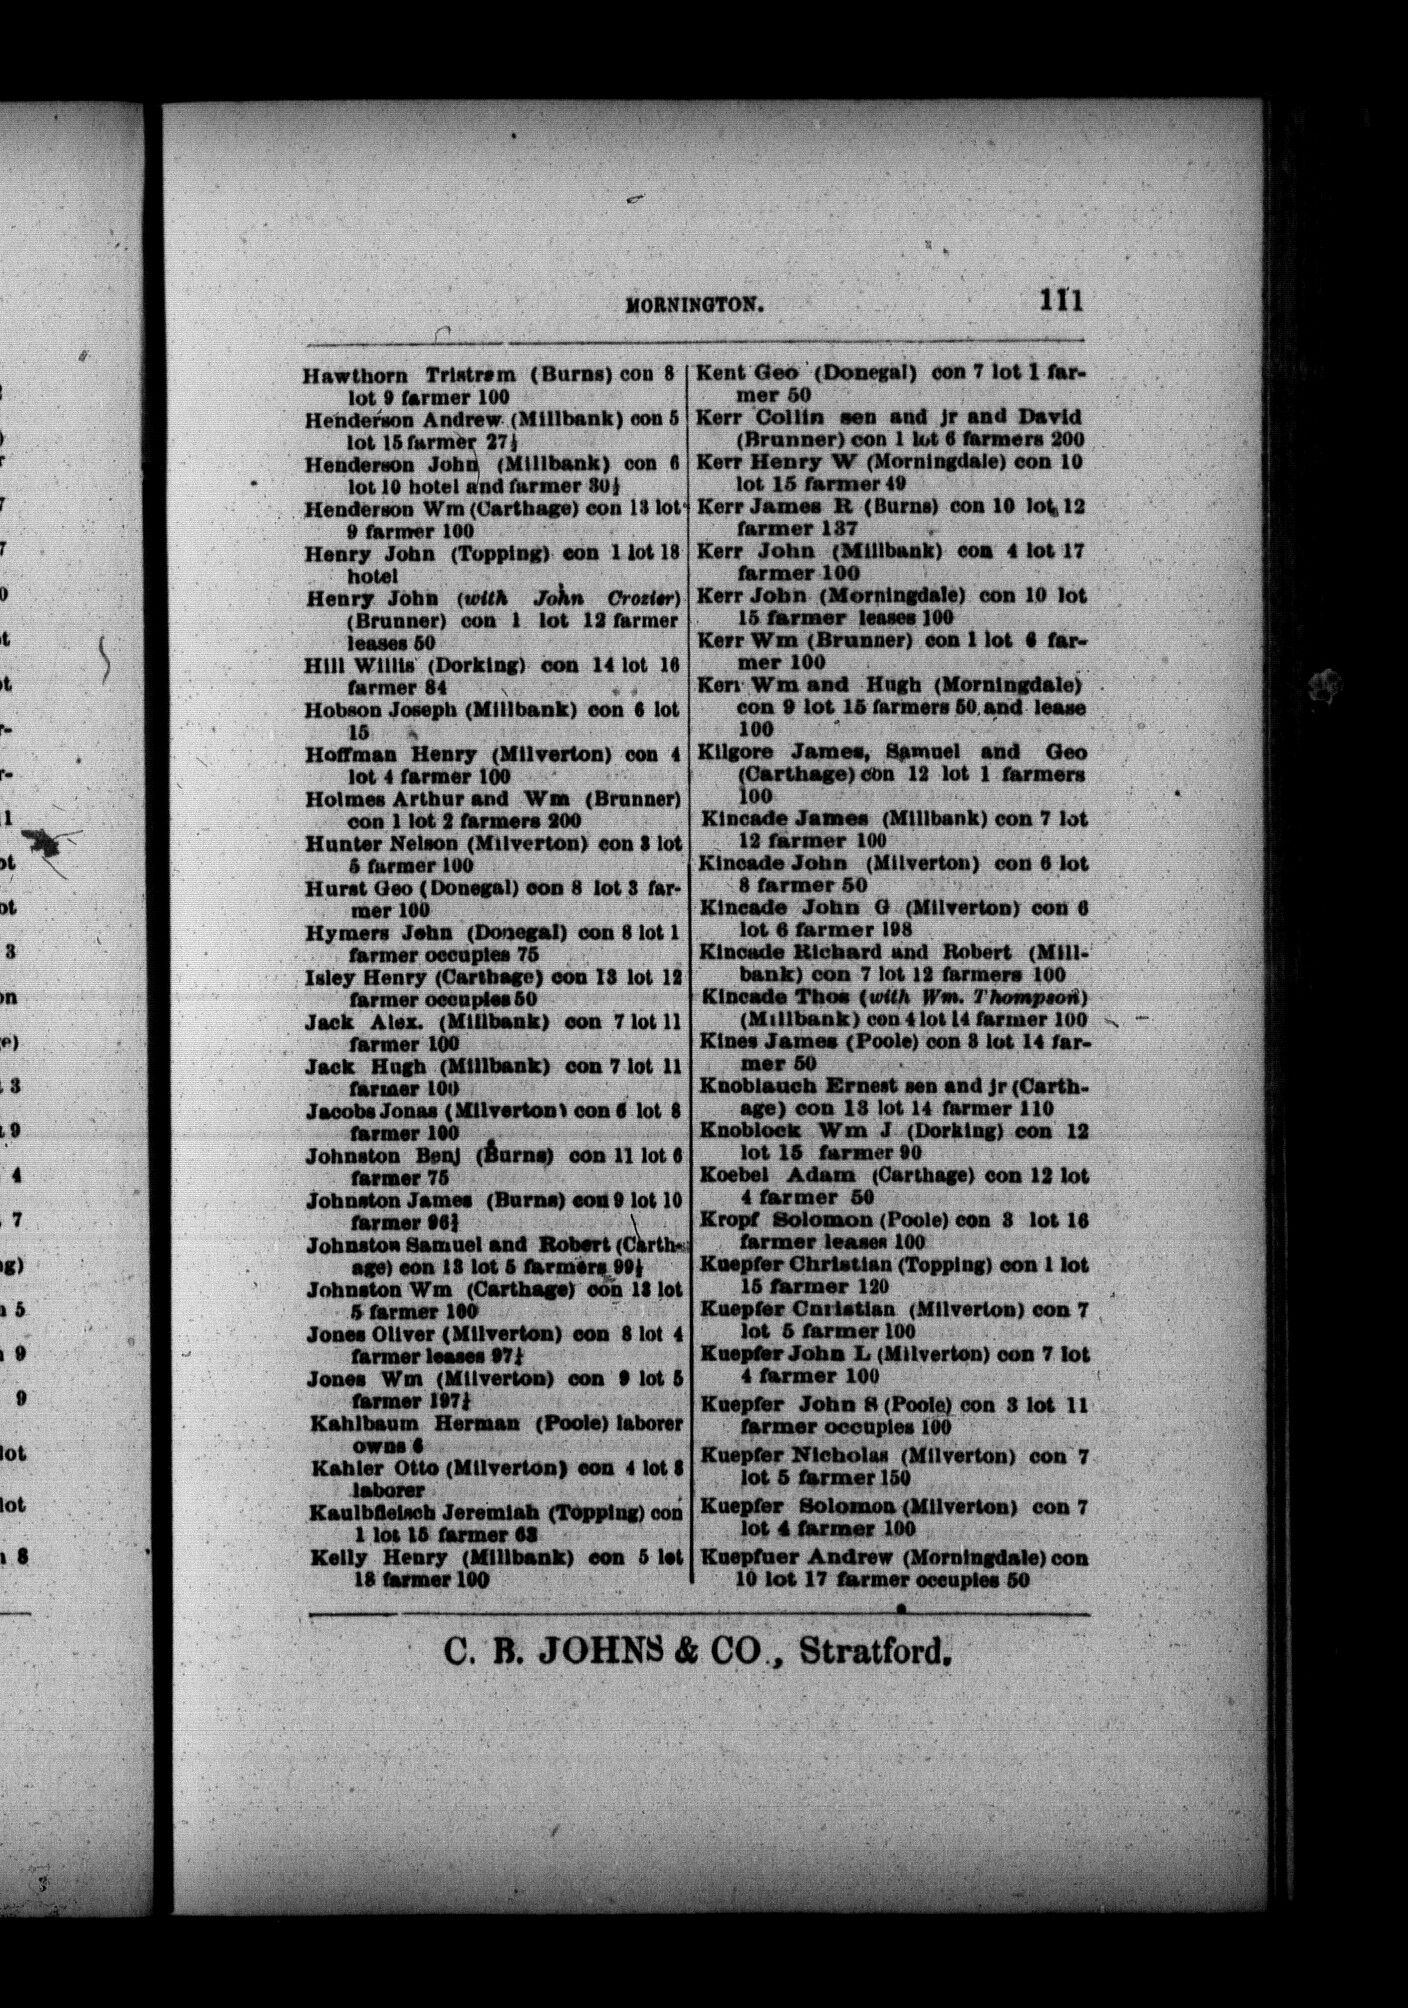 MORNINGTON. 111
Hawthorn Tristrem (Burns) con 8
lot 9 farmer 100
Henderson Andrew (Millbank) con 5
lot 15 farmer 27½
Henderson John (Millbank) con 6
lot 10 hotel and farmer 30½
Henderson Wm (Carthage) con 13 lot
9 farmer 100
Henry John (Topping) con 1 lot 18
hotel
Henry John (with John Crozier)
(Brunner) con 1 lot 12 farmer
leases 50
Hill Willis (Dorking) con 14 lot 16
farmer 84
Hobson Joseph (Millbank) con 6 lot
15
Hoffman Henry (Milverton) con 4
lot 4 farmer 100
Holmes Arthur and Wm (Brunner)
con 1 lot 2 farmers 200
Hunter Nelson (Milverton) con 3 lot
5 farmer 100
Hurst Geo (Donegal) con 8 lot 3 far-
mer 100
Hymers John (Donegal) con 8 lot 1
farmer occupies 75
Isley Henry (Carthage) con 13 lot 12
farmer occupies 50
Jack Alex. (Millbank) con 7 lot 11
farmer 100
Jack Hugh (Millbank) con 7 lot 11
farmer 100
Jacobs Jonas (Milverton) con 6 lot 8
farmer 100
Johnston Benj (Burns) con 11 lot 6
farmer 75
Johnston James (Burns) con 9 lot 10
farmer 96¾
Johnston Samuel and Robert (Carth-
age) con 13 lot 5 farmers 99½
Johnston Wm (Carthage) con 13 lot
5 farmer 100
Jones Oliver (Milverton) con 8 lot 4
farmer leases 97½
Jones Wm (Milverton) con 9 lot 5
farmer 197½
Kahlbaum Herman (Poole) laborer
owns 6
Kahler Otto (Milverton) con 4 lot 8
laborer
Kaulbfleisch Jeremiah (Topping) con
1 lot 15 farmer 63
Kelly Henry (Millbank) con 5 lot
18 farmer 100
Kent Geo (Donegal) con 7 lot 1 far-
mer 50
Kerr Collin sen and jr and David
(Brunner) con 1 lot 6 farmers 200
Kerr Henry W (Morningdale) con 10
lot 15 farmer 49
Kerr James R (Burns) con 10 lot 12
farmer 137
Kerr John (Millbank) con 4 lot 17
farmer 100
Kerr John (Morningdale) con 10 lot
15 farmer leases 100
Kerr Wm (Brunner) con 1 lot 6 far-
mer 100
Kerr Wm and Hugh (Morningdale)
con 9 lot 15 farmers 50 and lease
100
Kilgore James, Samuel and Geo
(Carthage) con 12 lot 1 farmers
100
Kincade James (Millbank) con 7 lot
12 farmer 100
Kincade John (Milverton) con 6 lot
8 farmer 50
Kincade John G (Milverton) con 6
lot 6 farmer 198
Kincade Richard and Robert (Mill-
bank) con 7 lot 12 farmers 100
Kincade Thos (with Wm. Thompson)
(Millbank) con 4 lot 14 farmer 100
Kines James (Poole) con 3 lot 14 far-
mer 50
Knoblauch Ernest sen and jr (Carth-
age) con 13 lot 14 farmer 110
Knoblock Wm J (Dorking) con 12
lot 15 farmer 90
Koebel Adam (Carthage) con 12 lot
4 farmer 50
Kropf Solomon (Poole) con 3 lot 16
farmer leases 100
Kuepfer Christian (Topping) con 1 lot
15 farmer 120
Kuepfer Christian (Milverton) con 7
lot 5 farmer 100
Kuepfer John L (Milverton) con 7 lot
4 farmer 100
Kuepfer John S (Poole) con 3 lot 11
farmer occupies 100
Kuepfer Nicholas (Milverton) con 7
lot 5 farmer 150
Kuepfer Solomon (Milverton) con 7
lot 4 farmer 100
Kuepfuer Andrew (Morningdale) con
10 lot 17 farmer occupies 50
C. B. JOHNS & CO., Stratford.